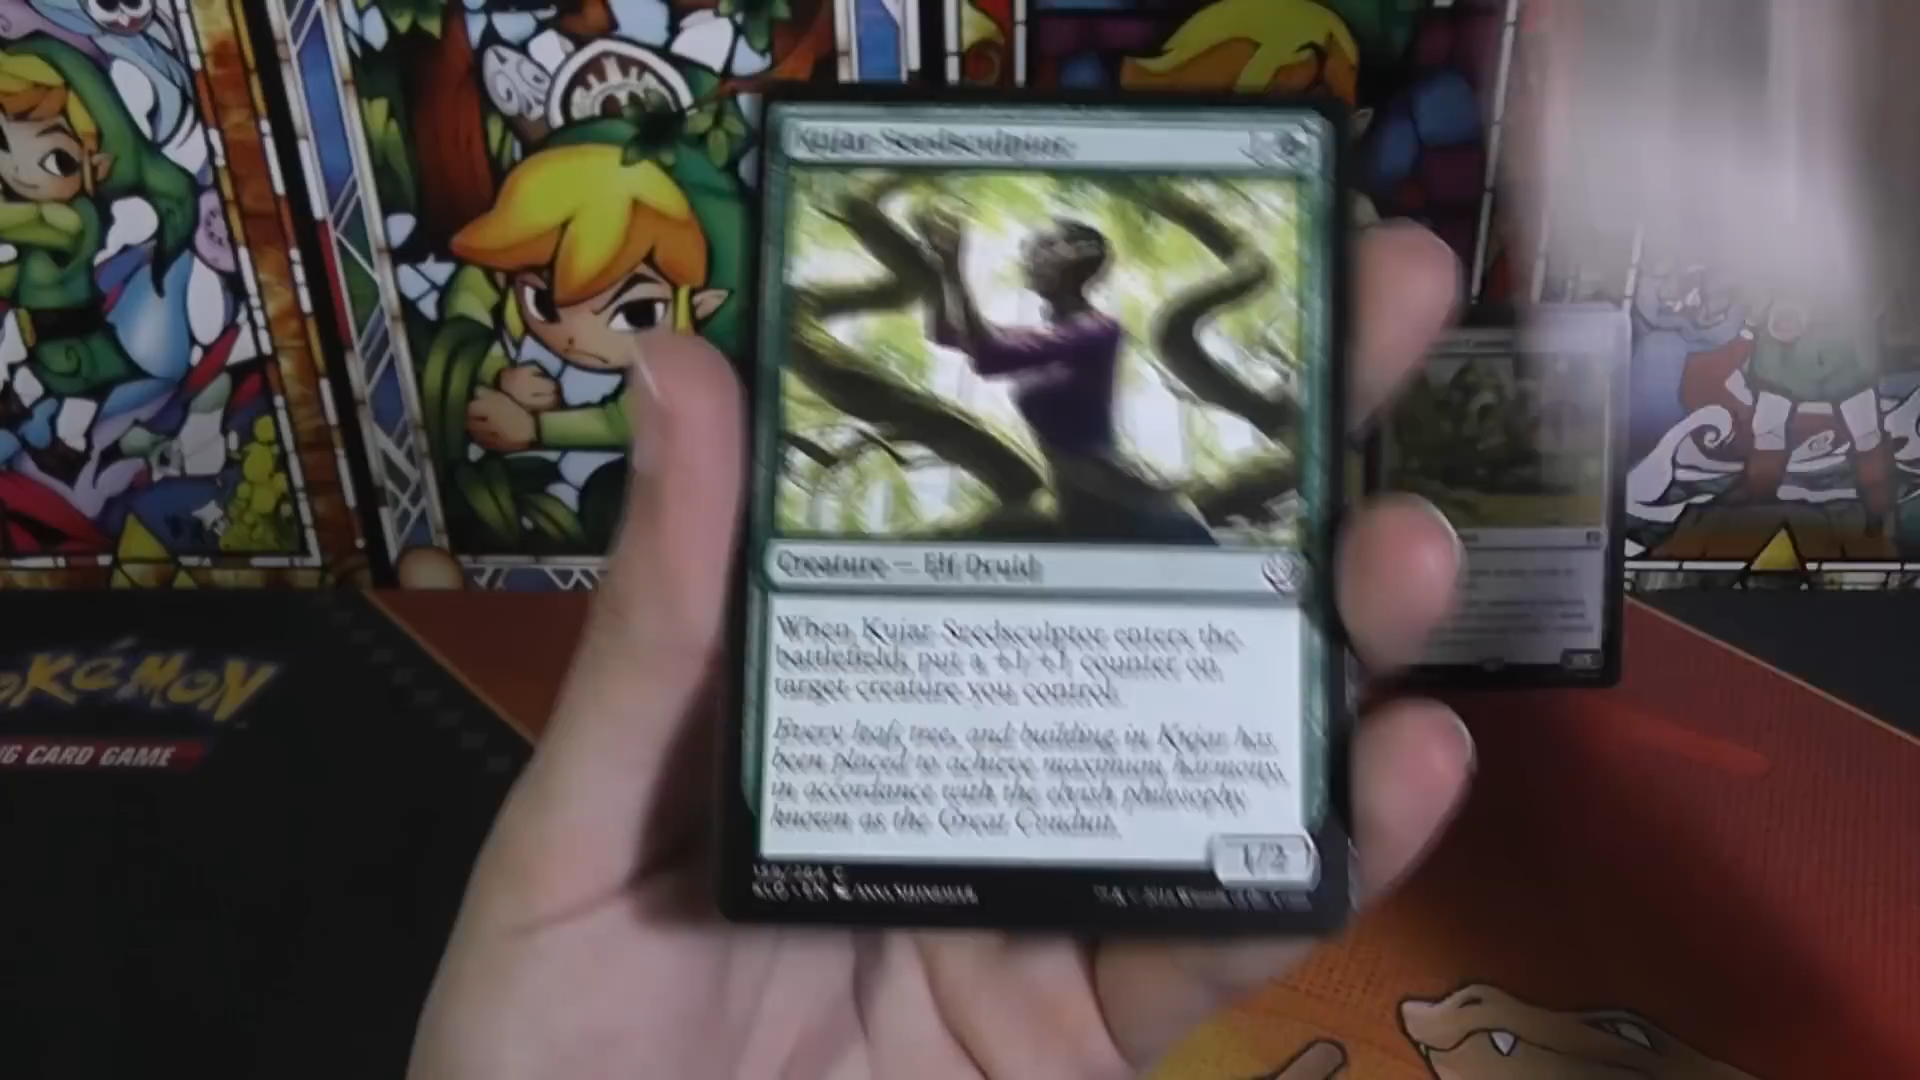 Kujar Seedsculptor
Creature — Elf Druid
When Kujar Seedsculptor enters the
battlefield, put a +1/+1 counter on
target creature you control.
Every leaf, tree, and building in Kujar has
been placed to achieve maximum harmony,
in accordance with the elvish philosophy
known as the Great Conduit.
1/2
KLD • EN
POKéMON
G CARD GAME